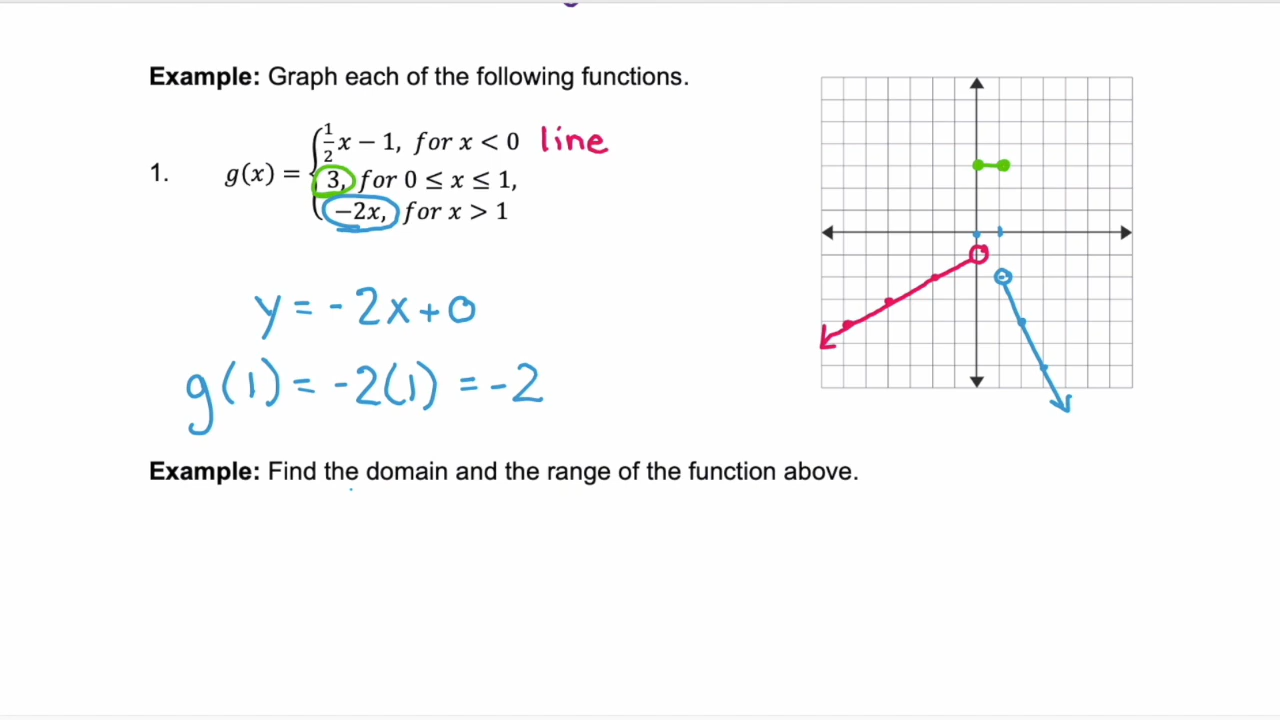 Example: Graph each of the following functions.
1. g(x) = { 1/2 x − 1, for x < 0 line
3, for 0 ≤ x ≤ 1,
−2x, for x > 1
y = -2x+0
g(1) = -2(1) = -2
Example: Find the domain and the range of the function above.